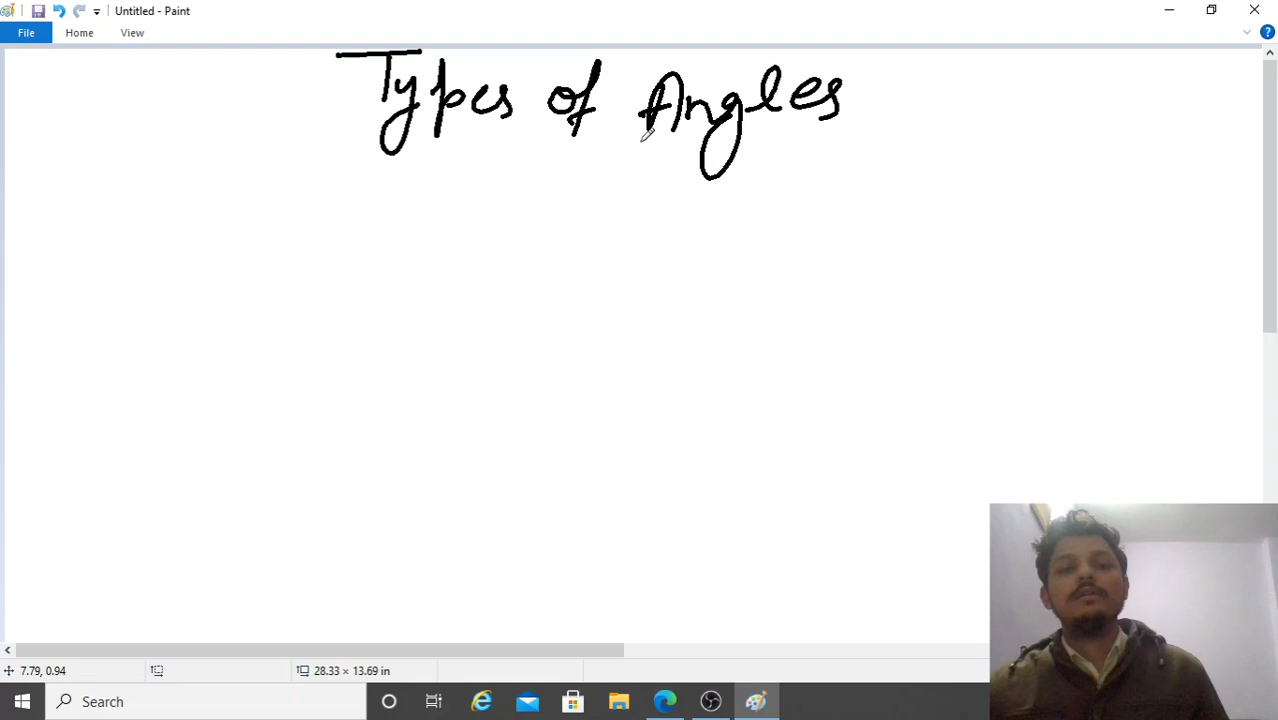 Untitled - Paint
File Home View
Types of Angles
7.79, 0.94 28.33 × 13.69 in
Search